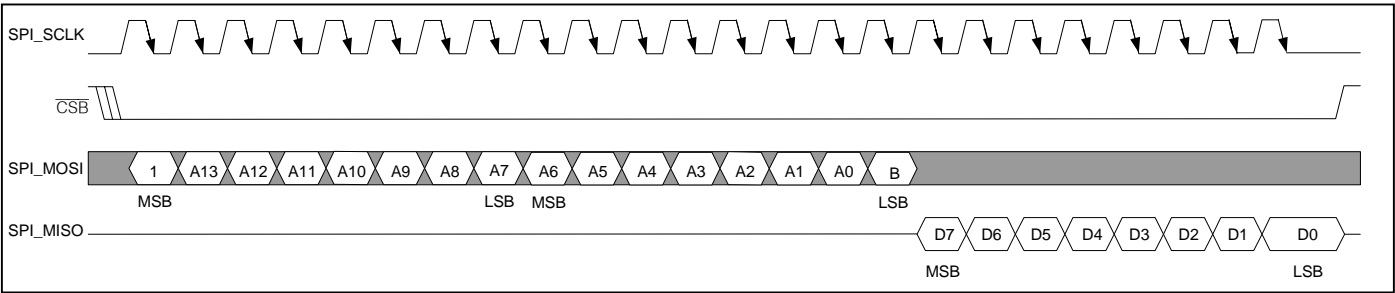 SPI_SCLK
CSB
SPI_MOSI 1 A13 A12 A11 A10 A9 A8 A7 A6 A5 A4 A3 A2 A1 A0 B
MSB LSB MSB LSB
SPI_MISO D7 D6 D5 D4 D3 D2 D1 D0
MSB LSB